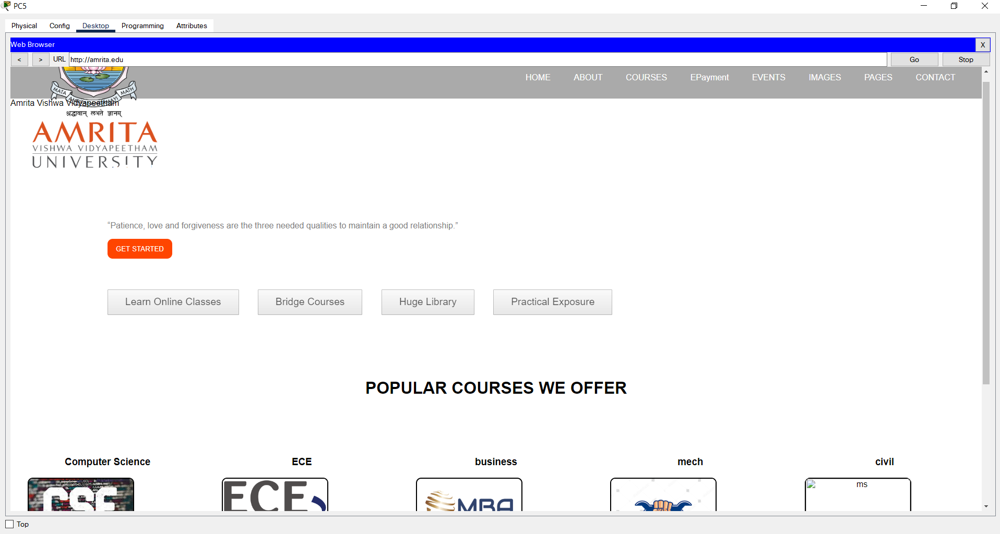 PC5
Physical Config Desktop Programming Attributes
Web Browser X
< > URL http://amrita.edu Go Stop
HOME ABOUT COURSES EPayment EVENTS IMAGES PAGES CONTACT
MATA AMRITANANDAMAYI MATH
Amrita Vishwa Vidyapeetham
श्रद्धावान् लभते ज्ञानम्
AMRITA
VISHWA VIDYAPEETHAM
UNIVERSITY
“Patience, love and forgiveness are the three needed qualities to maintain a good relationship.”
GET STARTED
Learn Online Classes Bridge Courses Huge Library Practical Exposure
POPULAR COURSES WE OFFER
Computer Science ECE business mech civil
CSE ECE MBA ms
Top